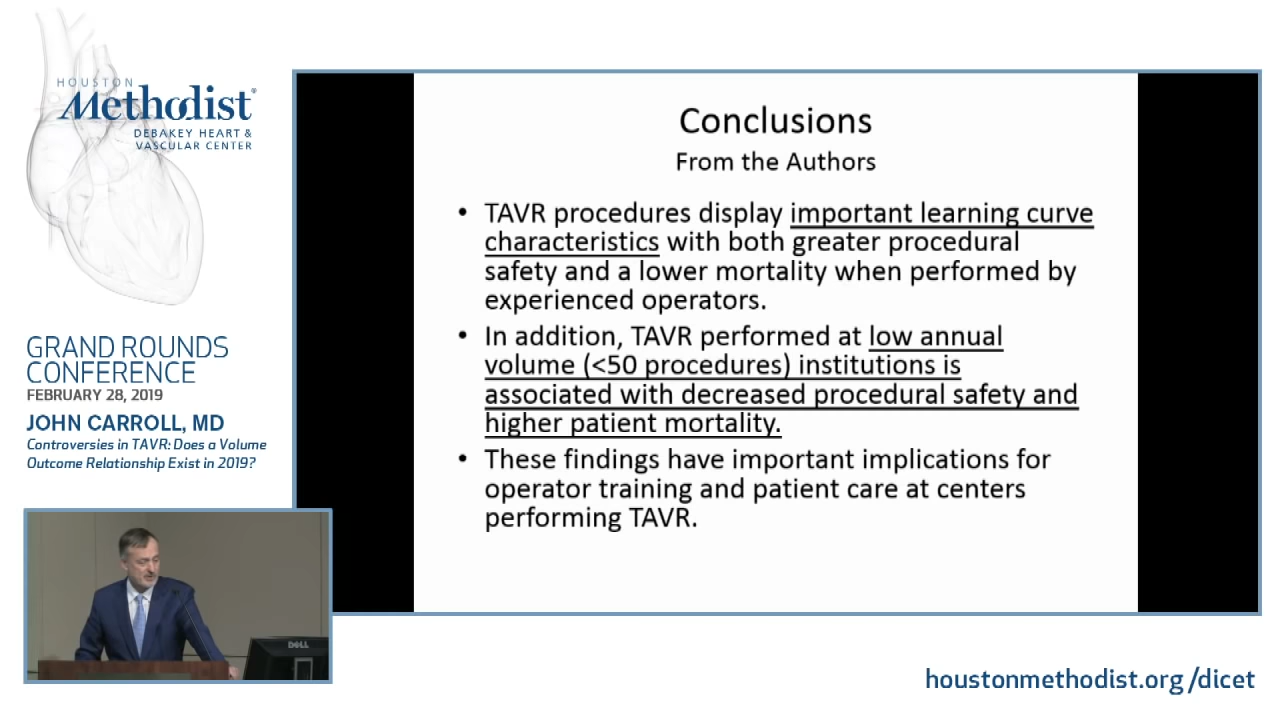 HOUSTON
Methodist®
DEBAKEY HEART &
VASCULAR CENTER
GRAND ROUNDS
CONFERENCE
FEBRUARY 28, 2019
JOHN CARROLL, MD
Controversies in TAVR: Does a Volume
Outcome Relationship Exist in 2019?
Conclusions
From the Authors
• TAVR procedures display important learning curve
characteristics with both greater procedural
safety and a lower mortality when performed by
experienced operators.
• In addition, TAVR performed at low annual
volume (<50 procedures) institutions is
associated with decreased procedural safety and
higher patient mortality.
• These findings have important implications for
operator training and patient care at centers
performing TAVR.
DELL
houstonmethodist.org/dicet